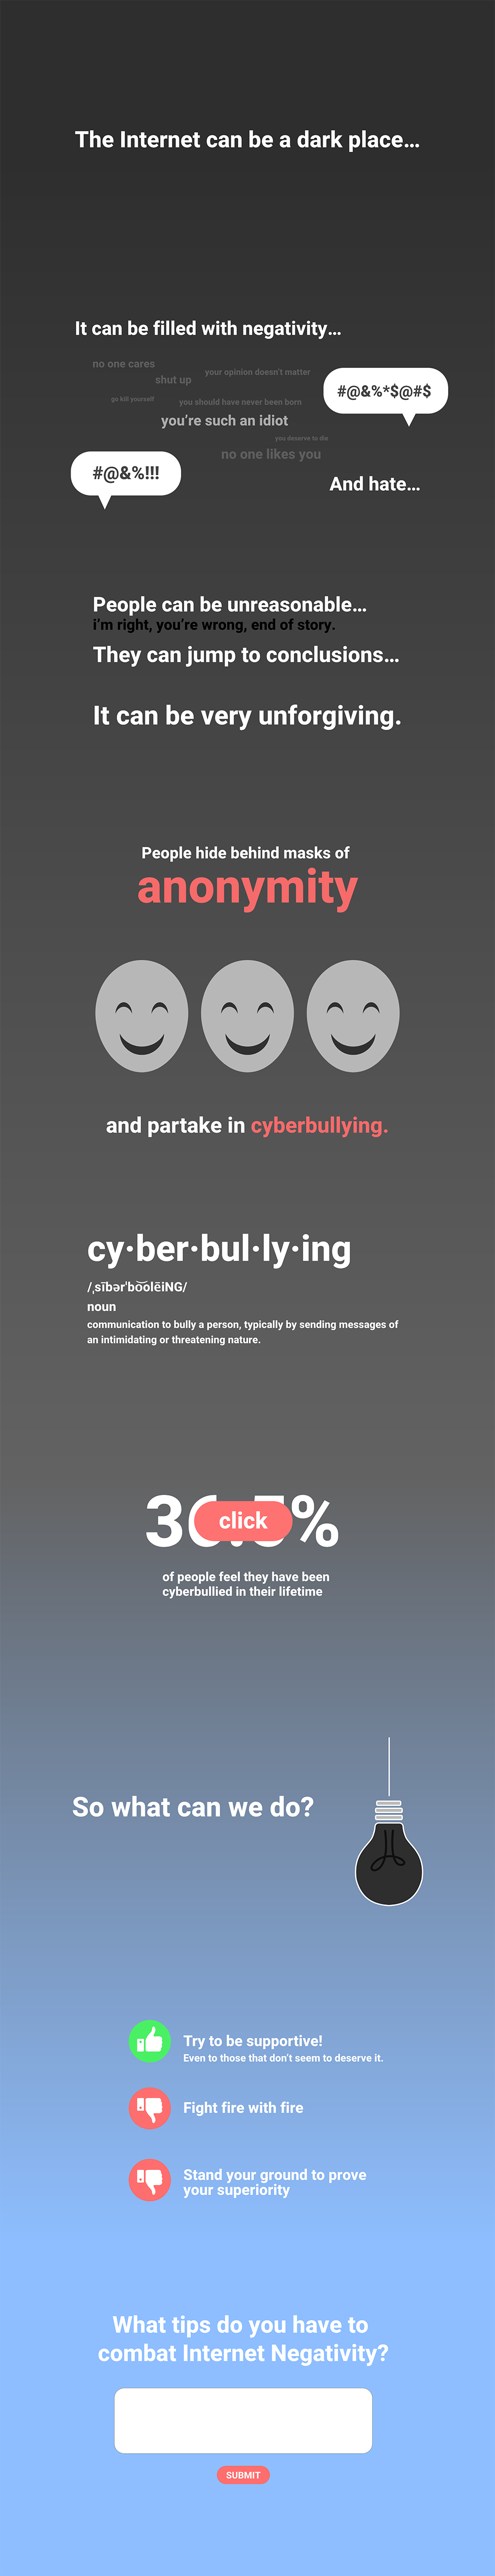 The Internet can be a dark place...
It can be filled with negativity...
no one cares
your opinion doesn't matter
shut up
#@&%*$@#$
go kill yourself
you should have never been born
you're such an idiot
you deserve to die
no one likes you
#@&%!!!
And hate...
People can be unreasonable...
i'm right, you're wrong, end of story.
They can jump to conclusions...
It can be very unforgiving.
People hide behind masks of
anonymity
and partake in cyberbullying.
cy·ber·bul·ly·ing
/ˌsībərˈbo͝olēiNG/
noun
communication to bully a person, typically by sending messages of
an intimidating or threatening nature.
click
of people feel they have been
cyberbullied in their lifetime
So what can we do?
Try to be supportive!
Even to those that don't seem to deserve it.
Fight fire with fire
Stand your ground to prove
your superiority
What tips do you have to
combat Internet Negativity?
SUBMIT